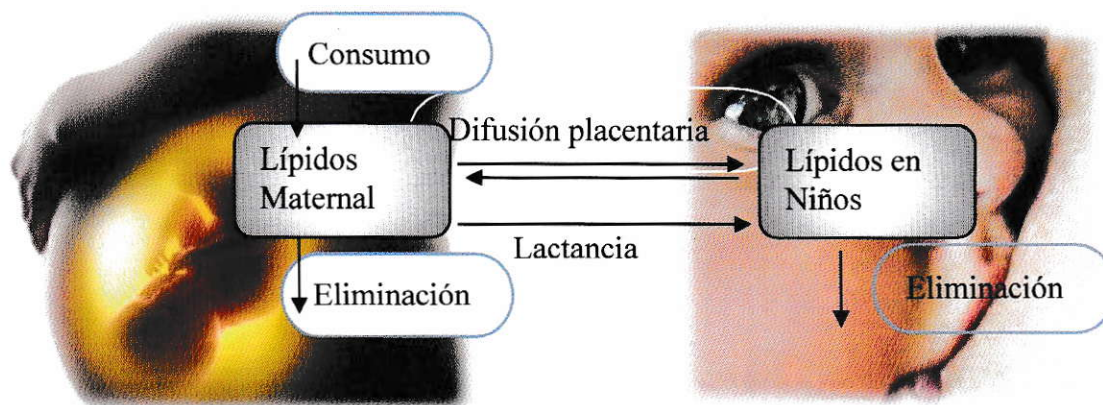 Consumo
Difusión placentaria
Lípidos
Maternal
Lípidos en
Niños
Lactancia
Eliminación
Eliminación